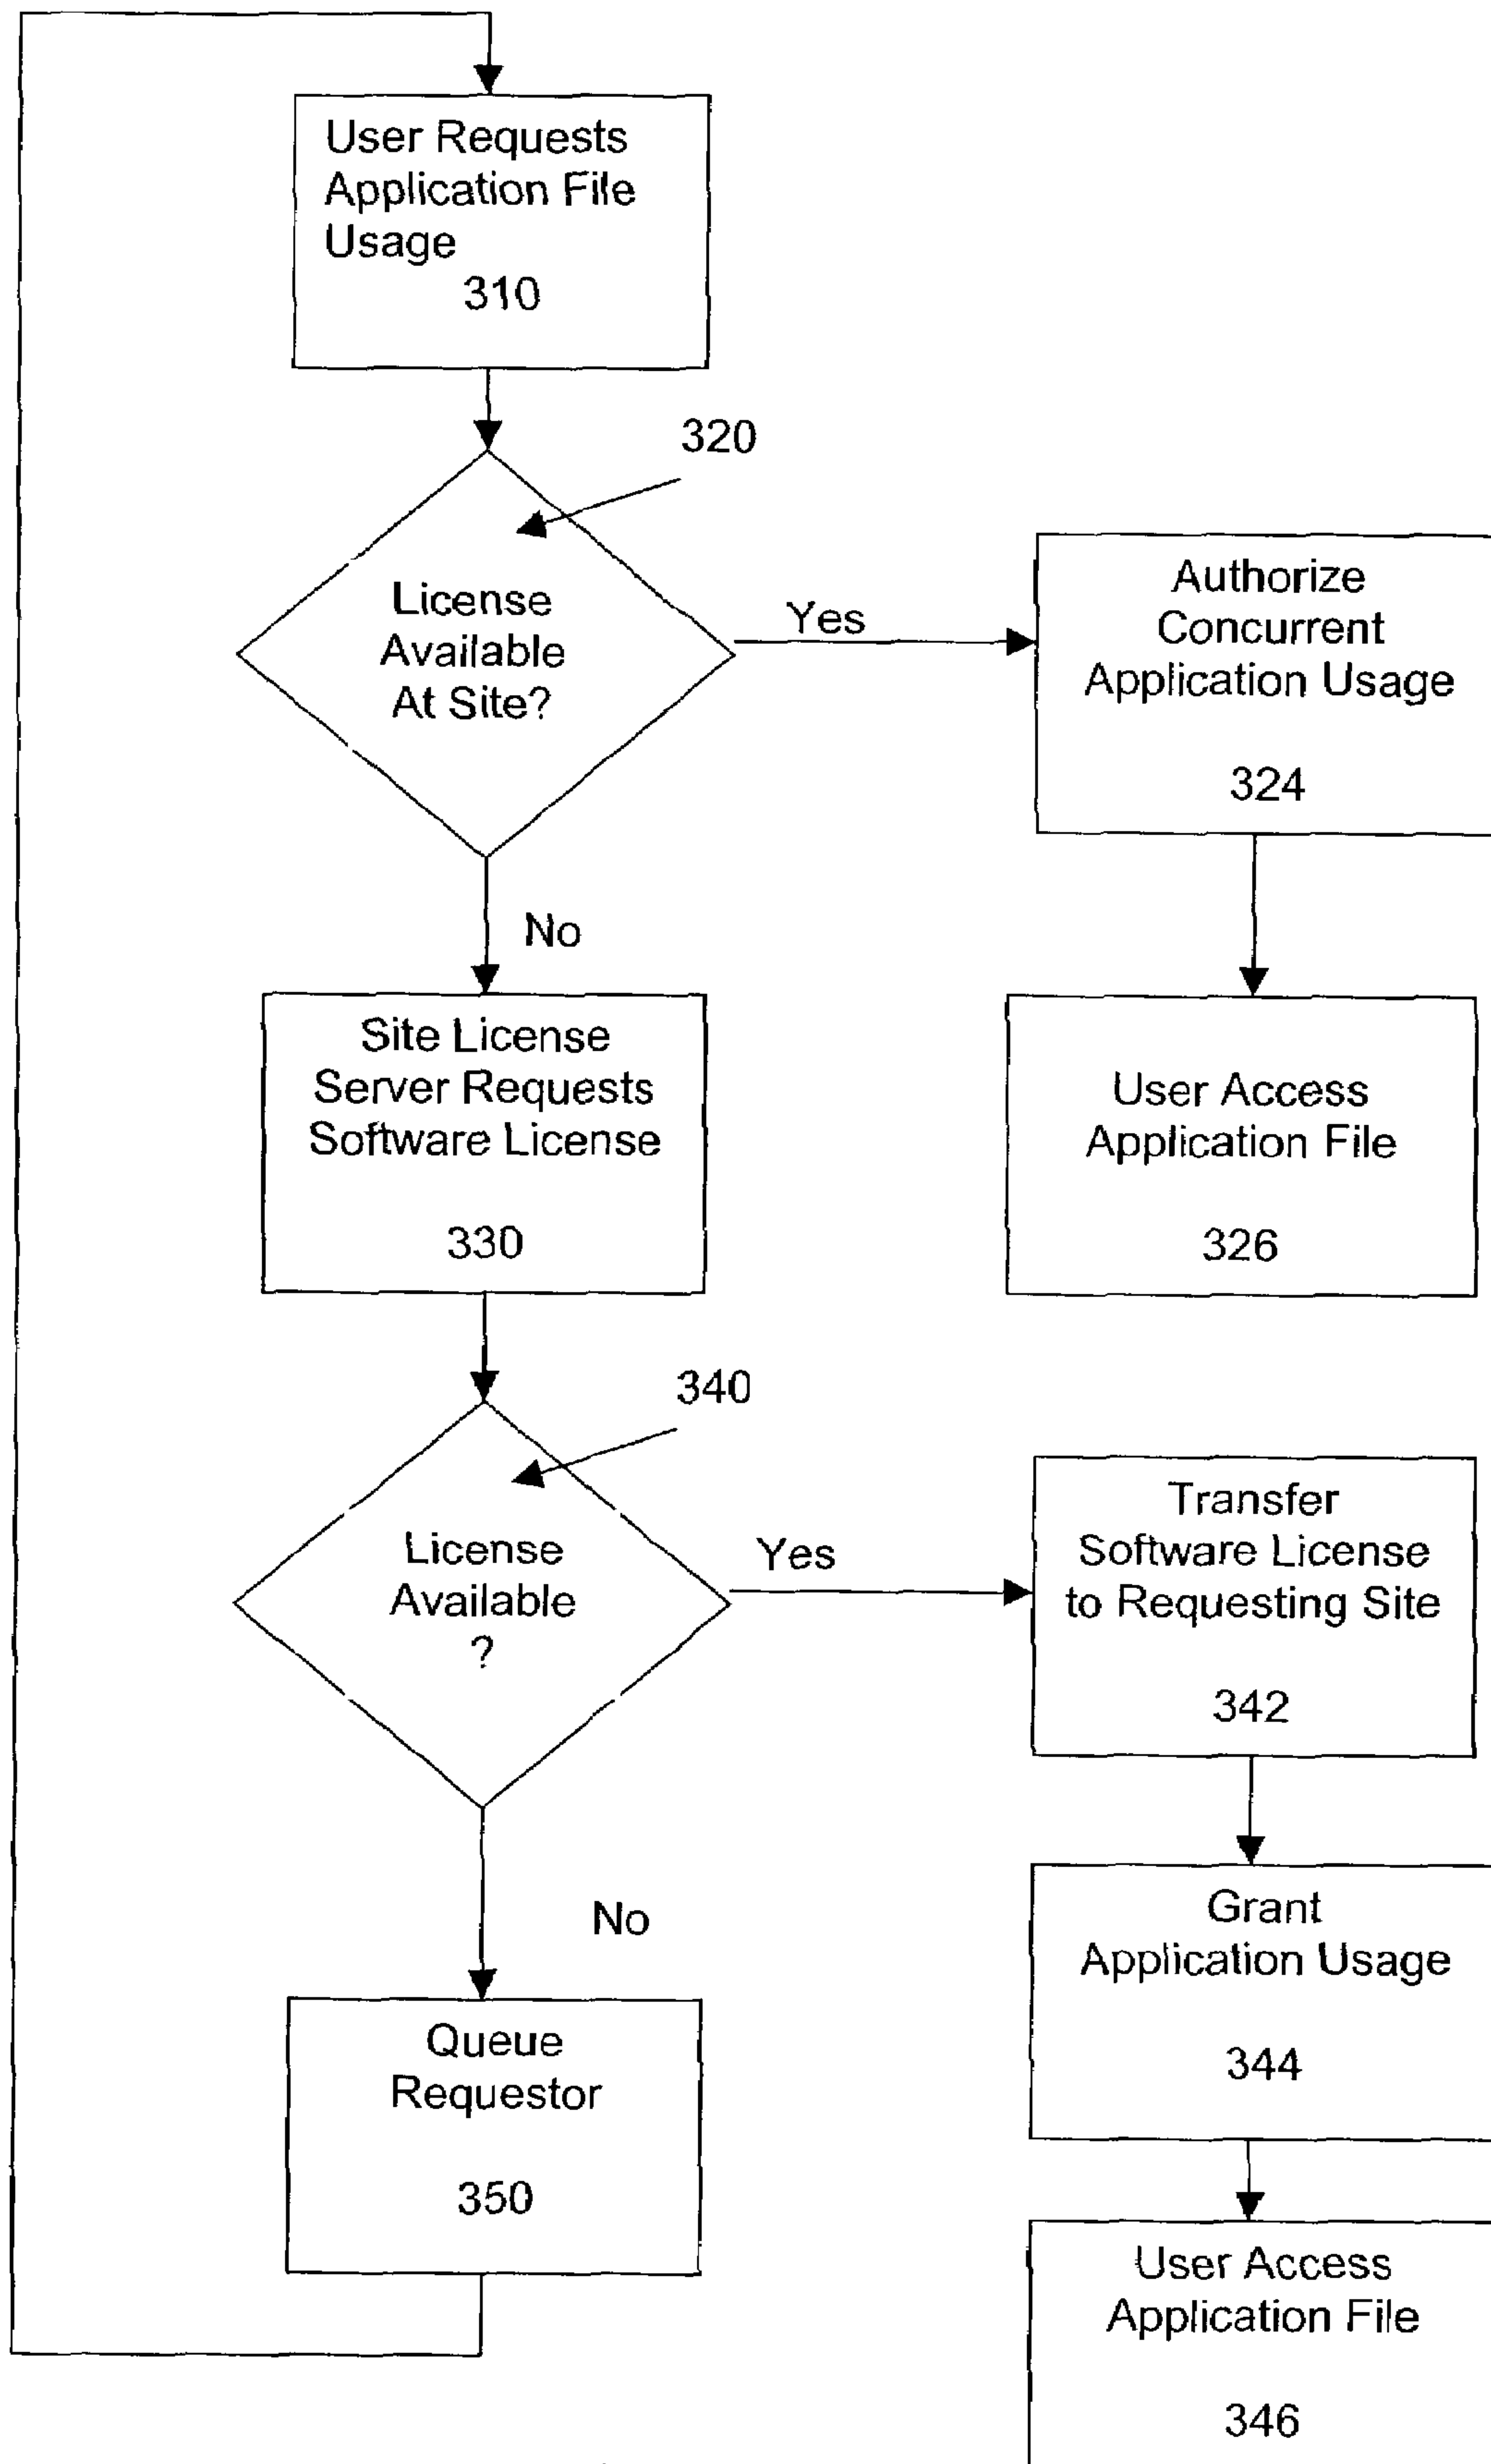 User Requests
Application File
Usage
310
320
License
Available
At Site?
Yes
Authorize
Concurrent
Application Usage
324
No
User Access
Application File
326
Site License
Server Requests
Software License
330
340
License
Available
?
Yes
Transfer
Software License
to Requesting Site
342
No
Grant
Application Usage
344
Queue
Requestor
350
User Access
Application File
346